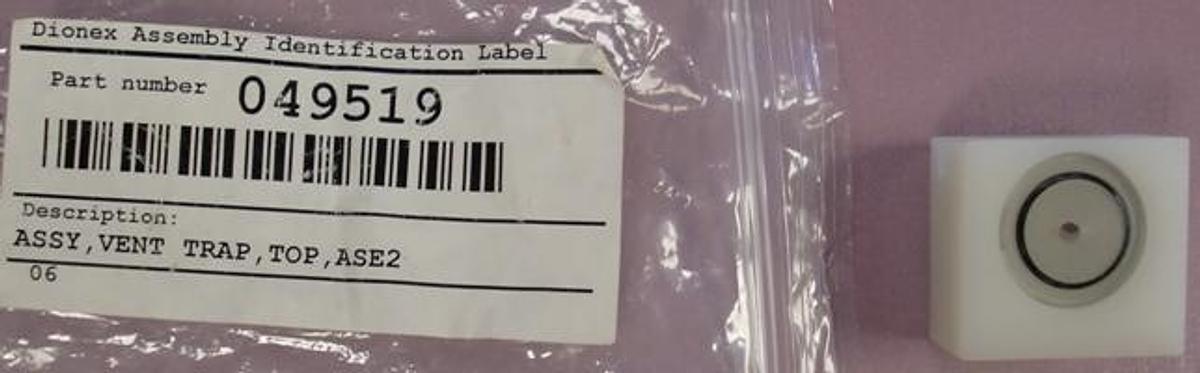 Dionex Assembly Identification Label
Part number 049519
Description:
ASSY,VENT TRAP,TOP,ASE2
06